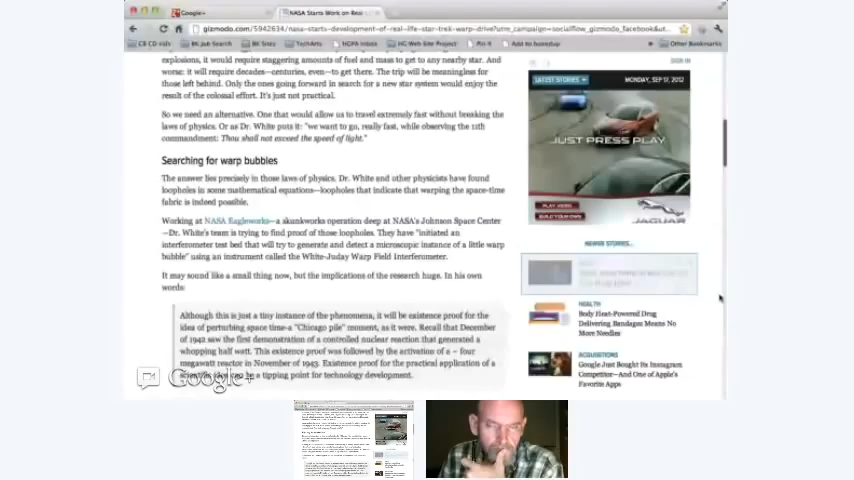 Google+
NASA Starts Work on Real
gizmodo.com/5942634/nasa-starts-development-of-real-life-star-trek-warp-drive?utm_campaign=socialflow_gizmodo_facebook&ut...
CB CD rids
BK Job Search
BK Sites
TechArts
NGPA Inbox
HC Web Site Project
Pin It
Add to bookedup
Other Bookmarks
explosions, it would require staggering amounts of fuel and mass to get to any nearby star. And
worse: it will require decades—centuries, even—to get there. The trip will be meaningless for
those left behind. Only the ones going forward in search for a new star system would enjoy the
result of the colossal effort. It's just not practical.
So we need an alternative. One that would allow us to travel extremely fast without breaking the
laws of physics. Or as Dr. White puts it: "we want to go, really fast, while observing the 11th
commandment: Thou shall not exceed the speed of light."
Searching for warp bubbles
The answer lies precisely in those laws of physics. Dr. White and other physicists have found
loopholes in some mathematical equations—loopholes that indicate that warping the space-time
fabric is indeed possible.
Working at NASA Eagleworks—a skunkworks operation deep at NASA's Johnson Space Center
—Dr. White's team is trying to find proof of those loopholes. They have "initiated an
interferometer test bed that will try to generate and detect a microscopic instance of a little warp
bubble" using an instrument called the White-Juday Warp Field Interferometer.
It may sound like a small thing now, but the implications of the research huge. In his own
words:
Although this is just a tiny instance of the phenomena, it will be existence proof for the
idea of perturbing space time-a "Chicago pile" moment, as it were. Recall that December
of 1942 saw the first demonstration of a controlled nuclear reaction that generated a
whopping half watt. This existence proof was followed by the activation of a ~ four
megawatt reactor in November of 1943. Existence proof for the practical application of a
scientific idea can be a tipping point for technology development.
Google+
SIGN IN
LATEST STORIES
MONDAY, SEP 17, 2012
JUST PRESS PLAY
PLAY VIDEO
BUILD YOUR OWN
JAGUAR
NEWER STORIES...
HEALTH
Body Heat-Powered Drug
Delivering Bandages Means No
More Needles
ACQUISITIONS
Google Just Bought Its Instagram
Competitor—And One of Apple's
Favorite Apps